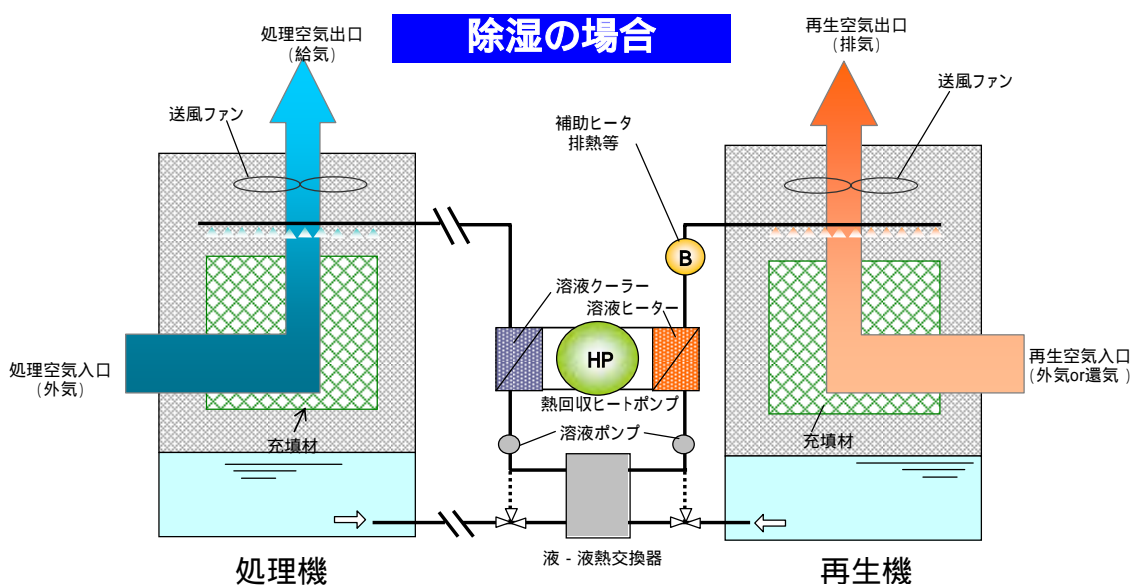 除湿の場合
処理空気出口
(給気)
再生空気出口
(排気)
送風ファン
送風ファン
補助ヒータ
排熱等
B
溶液クーラー
溶液ヒーター
HP
処理空気入口
(外気)
再生空気入口
(外気or還気)
熱回収ヒートポンプ
充填材
溶液ポンプ
充填材
液‐液熱交換器
処理機
再生機